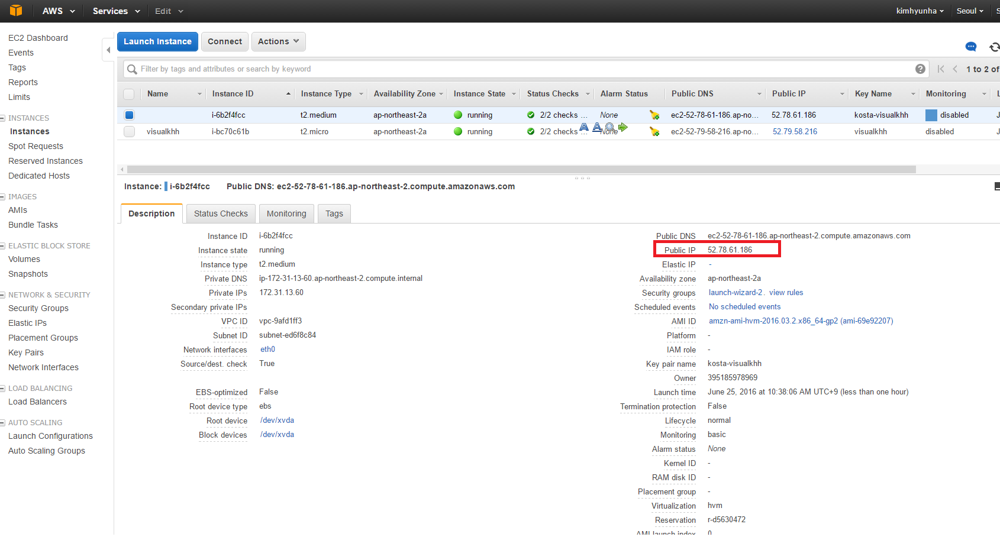 AWS Services Edit kimhyunha Seoul S
EC2 Dashboard
Events
Tags
Reports
Limits
INSTANCES
Instances
Spot Requests
Reserved Instances
Dedicated Hosts
IMAGES
AMIs
Bundle Tasks
ELASTIC BLOCK STORE
Volumes
Snapshots
NETWORK & SECURITY
Security Groups
Elastic IPs
Placement Groups
Key Pairs
Network Interfaces
LOAD BALANCING
Load Balancers
AUTO SCALING
Launch Configurations
Auto Scaling Groups
Launch Instance Connect Actions
Filter by tags and attributes or search by keyword 1 to 2 of
Name Instance ID Instance Type Availability Zone Instance State Status Checks Alarm Status Public DNS Public IP Key Name Monitoring L
i-6b2f4fcc t2.medium ap-northeast-2a running 2/2 checks ... None ec2-52-78-61-186.ap-no... 52.78.61.186 kosta-visualkhh disabled J
visualkhh i-bc70c61b t2.micro ap-northeast-2a running 2/2 checks ... None ec2-52-79-58-216.ap-no... 52.79.58.216 visualkhh disabled J
Instance: i-6b2f4fcc Public DNS: ec2-52-78-61-186.ap-northeast-2.compute.amazonaws.com
Description Status Checks Monitoring Tags
Instance ID i-6b2f4fcc
Instance state running
Instance type t2.medium
Private DNS ip-172-31-13-60.ap-northeast-2.compute.internal
Private IPs 172.31.13.60
Secondary private IPs
VPC ID vpc-9afd1ff3
Subnet ID subnet-ed6f8c84
Network interfaces eth0
Source/dest. check True
EBS-optimized False
Root device type ebs
Root device /dev/xvda
Block devices /dev/xvda
Public DNS ec2-52-78-61-186.ap-northeast-2.compute.amazonaws.com
Public IP 52.78.61.186
Elastic IP -
Availability zone ap-northeast-2a
Security groups launch-wizard-2. view rules
Scheduled events No scheduled events
AMI ID amzn-ami-hvm-2016.03.2.x86_64-gp2 (ami-69e92207)
Platform -
IAM role -
Key pair name kosta-visualkhh
Owner 395185978969
Launch time June 25, 2016 at 10:38:06 AM UTC+9 (less than one hour)
Termination protection False
Lifecycle normal
Monitoring basic
Alarm status None
Kernel ID -
RAM disk ID -
Placement group -
Virtualization hvm
Reservation r-d5630472
AMI launch index 0